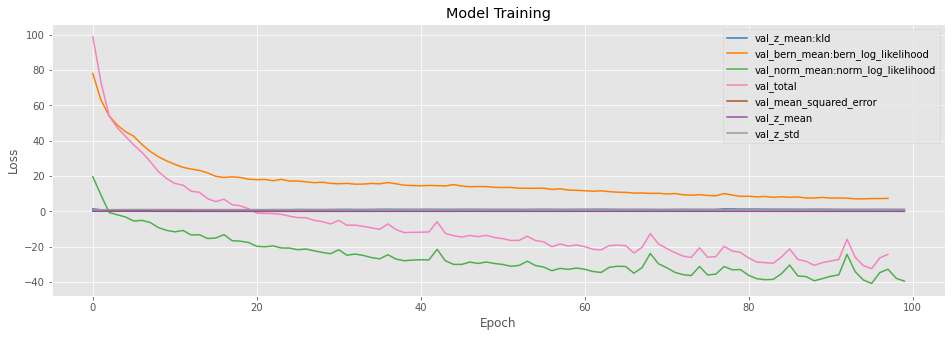 Model Training
val_z_mean:kld
val_bern_mean:bern_log_likelihood
val_norm_mean:norm_log_likelihood
val_total
val_mean_squared_error
val_z_mean
val_z_std
Loss
100
80
60
40
20
0
−20
−40
0 20 40 60 80 100
Epoch